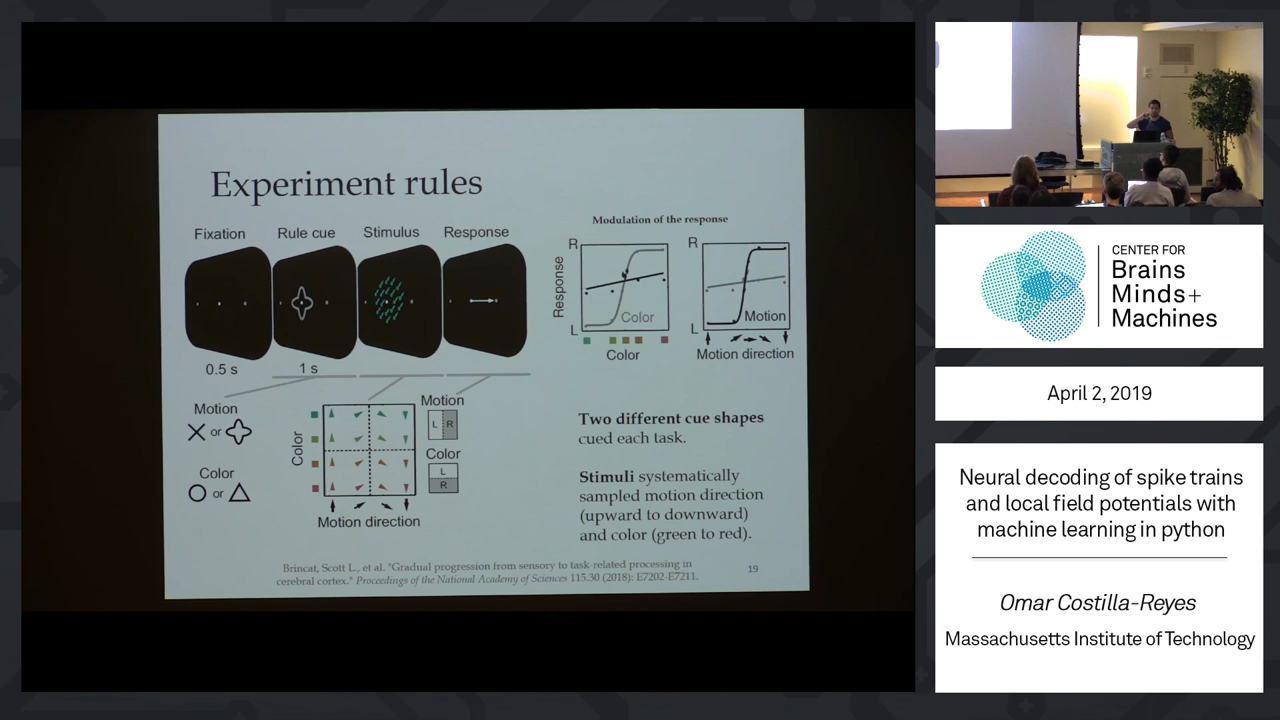 Experiment rules
Fixation
Rule cue
Stimulus
Response
0.5 s
1 s
Motion
or
Color
or
Color
Motion direction
Motion
L R
Color
L
R
Modulation of the response
Response
R
L
Color
Color
R
L
Motion
Motion direction
Two different cue shapes
cued each task.
Stimuli systematically
sampled motion direction
(upward to downward)
and color (green to red).
Brincat, Scott L., et al. "Gradual progression from sensory to task-related processing in
cerebral cortex." Proceedings of the National Academy of Sciences 115.30 (2018): E7202-E7211.
19
CENTER FOR
Brains
Minds+
Machines
April 2, 2019
Neural decoding of spike trains
and local field potentials with
machine learning in python
Omar Costilla-Reyes
Massachusetts Institute of Technology